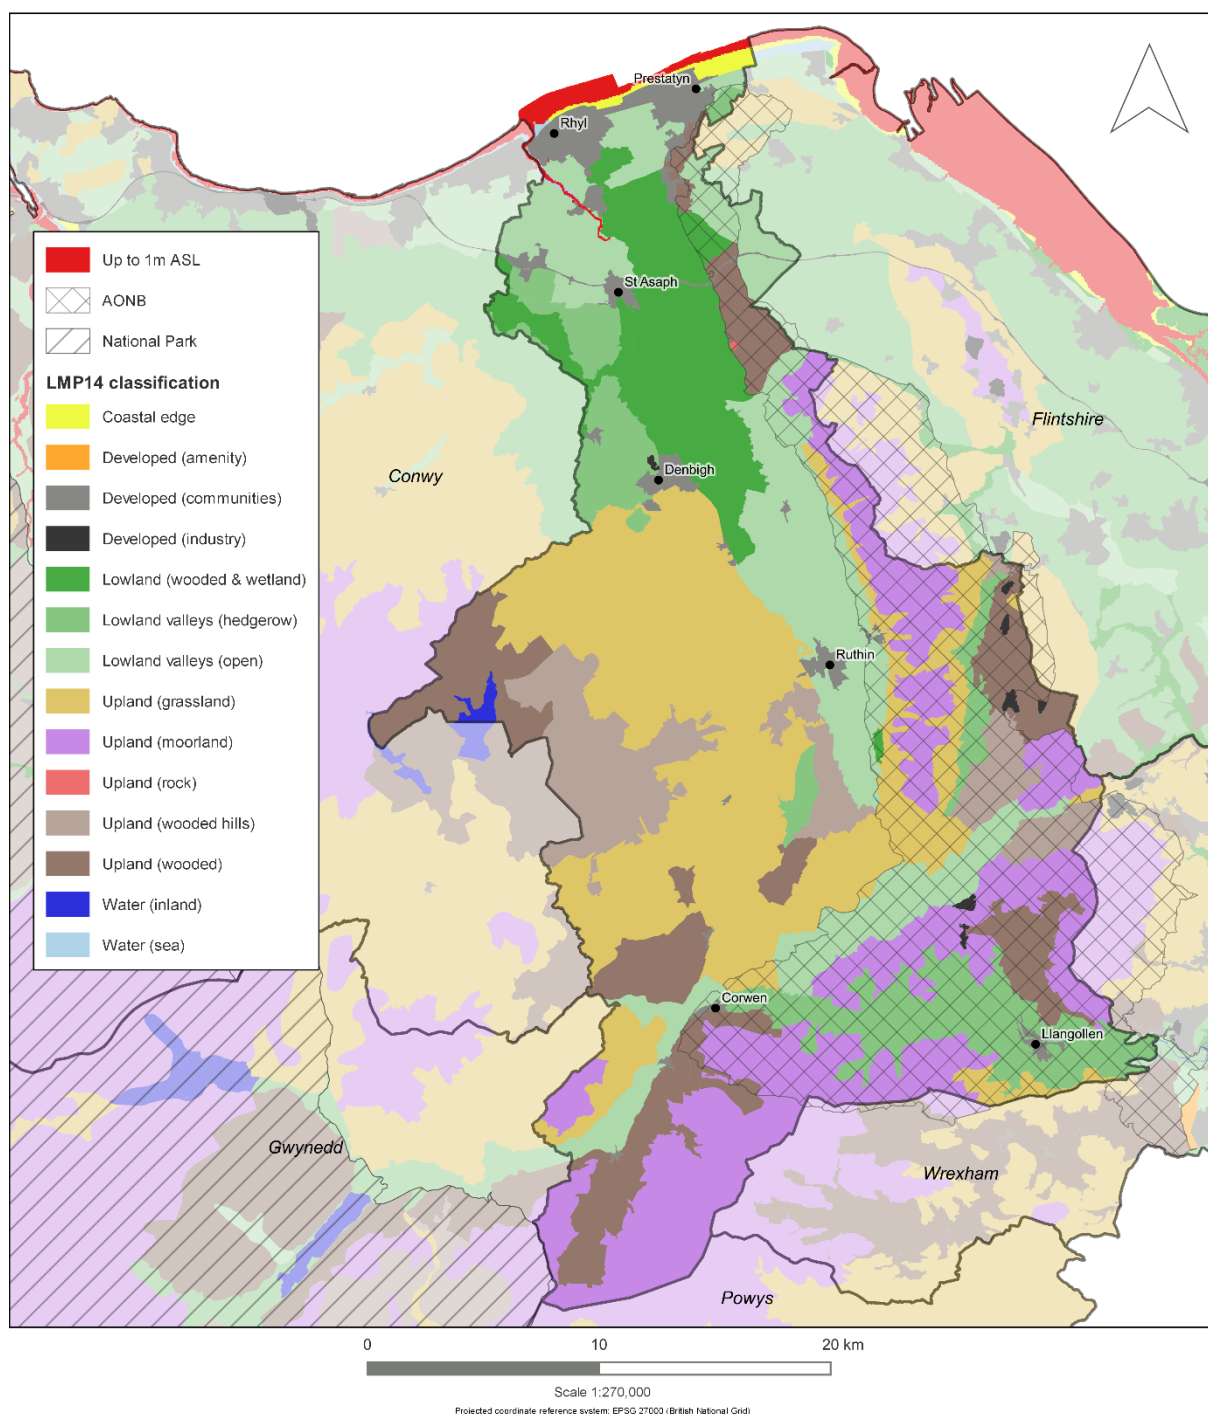 Prestatyn
Rhyl
Up to 1m ASL
AONB
National Park
LMP14 classification
Coastal edge
Developed (amenity)
Developed (communities)
Developed (industry)
Lowland (wooded & wetland)
Lowland valleys (hedgerow)
Lowland valleys (open)
Upland (grassland)
Upland (moorland)
Upland (rock)
Upland (wooded hills)
Upland (wooded)
Water (inland)
Water (sea)
St Asaph
Flintshire
Conwy
Denbigh
Ruthin
Corwen
Llangollen
Gwynedd
Wrexham
Powys
0 10 20 km
Scale 1:270,000
Projected coordinate reference system: EPSG 27000 (British National Grid)